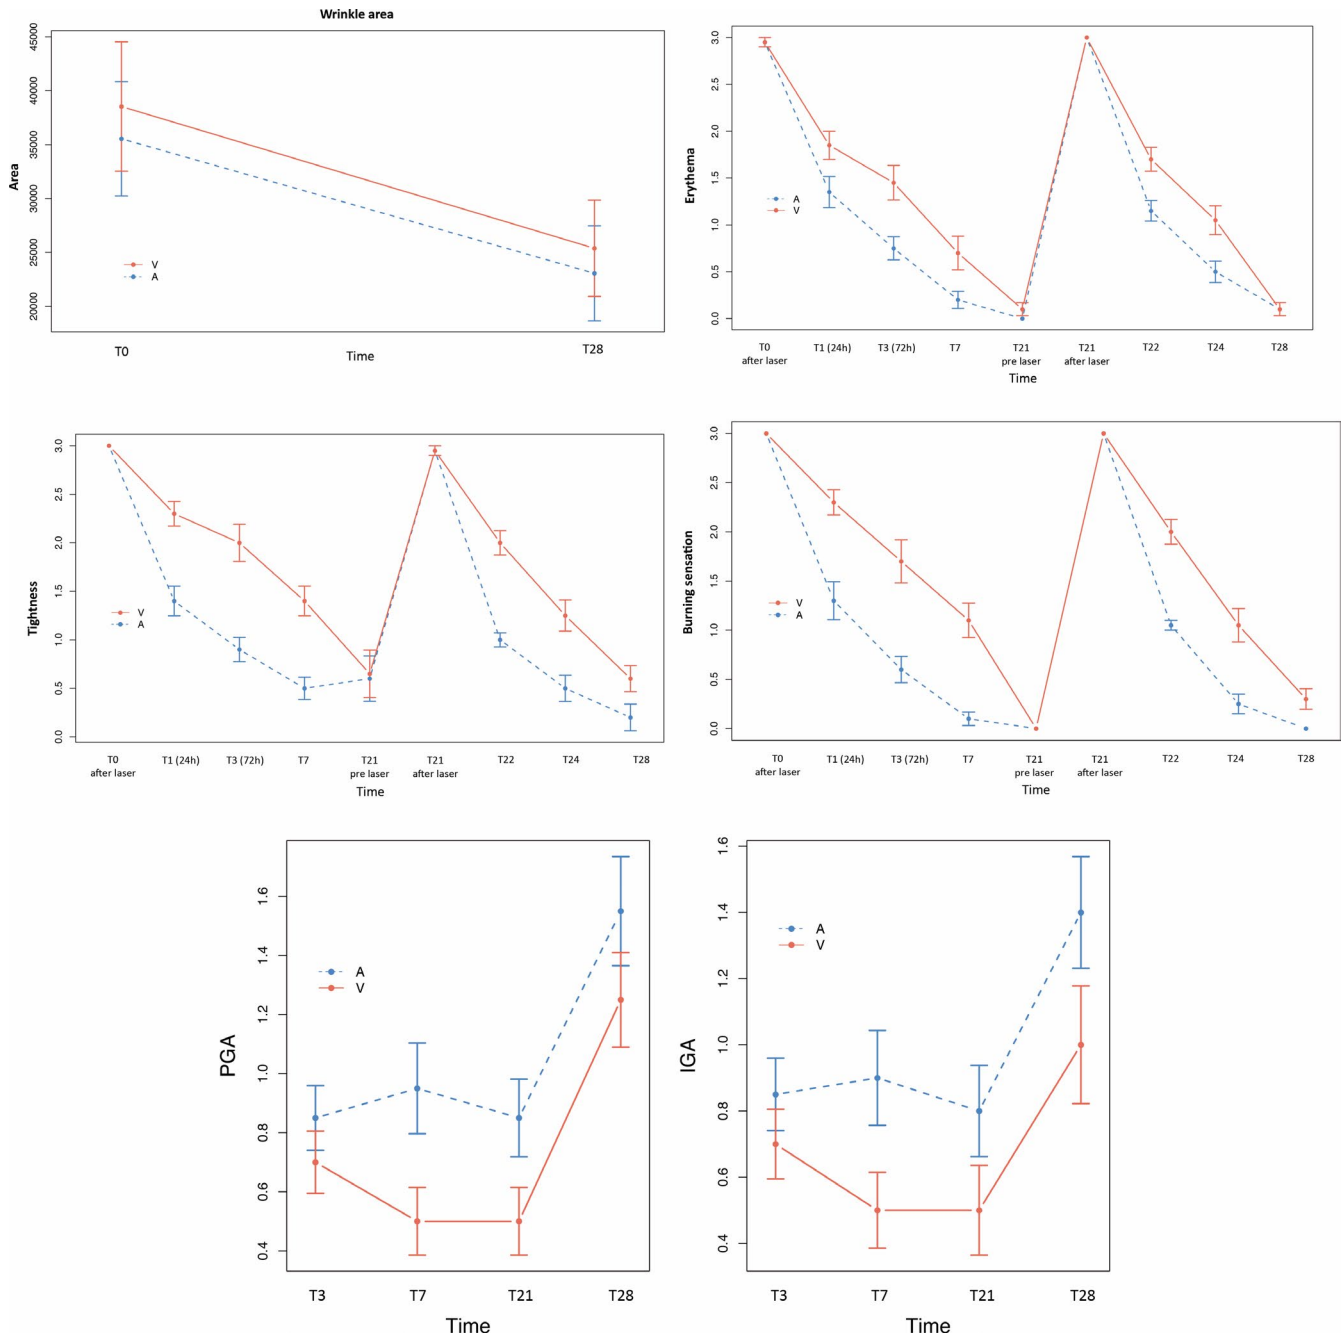 Wrinkle area
Area
45000
40000
35000
30000
25000
20000
V
A
T0
T28
Time
Erythema
3.0
2.5
2.0
1.5
1.0
0.5
0.0
A
V
T0
after laser
T1 (24h)
T3 (72h)
T7
T21
pre laser
T21
after laser
T22
T24
T28
Time
Tightness
3.0
2.5
2.0
1.5
1.0
0.5
0.0
V
A
T0
after laser
T1 (24h)
T3 (72h)
T7
T21
pre laser
T21
after laser
T22
T24
T28
Time
Burning sensation
3.0
2.5
2.0
1.5
1.0
0.5
0.0
V
A
T0
after laser
T1 (24h)
T3 (72h)
T7
T21
pre laser
T21
after laser
T22
T24
T28
Time
PGA
1.6
1.4
1.2
1.0
0.8
0.6
0.4
A
V
T3
T7
T21
T28
Time
IGA
1.6
1.4
1.2
1.0
0.8
0.6
0.4
A
V
T3
T7
T21
T28
Time